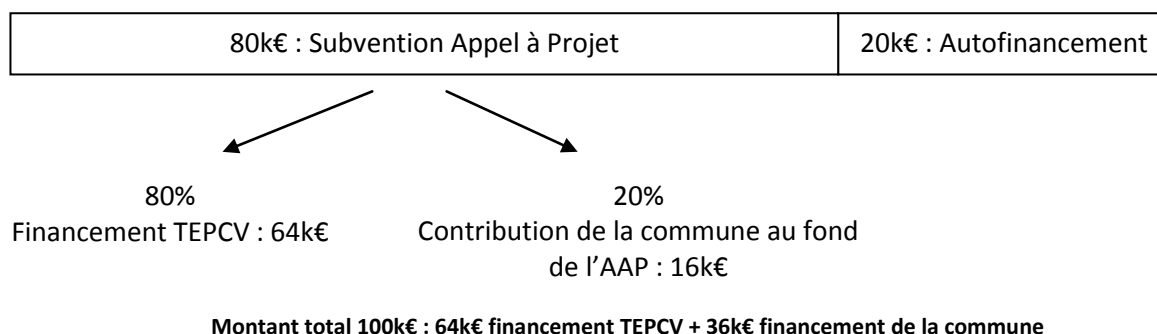 80k€ : Subvention Appel à Projet
20k€ : Autofinancement
80%
Financement TEPCV : 64k€
20%
Contribution de la commune au fond
de l'AAP : 16k€
Montant total 100k€ : 64k€ financement TEPCV + 36k€ financement de la commune